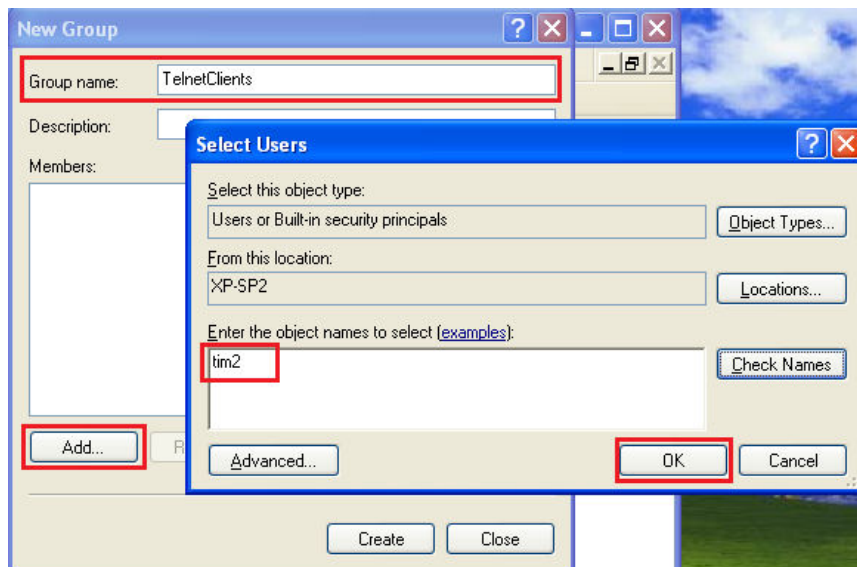 New Group
Group name: TelnetClients
Description:
Members:
Select Users
Select this object type:
Users or Built-in security principals
Object Types...
From this location:
XP-SP2
Locations...
Enter the object names to select (examples):
tim2
Check Names
Add...
R
Advanced...
OK
Cancel
Create
Close